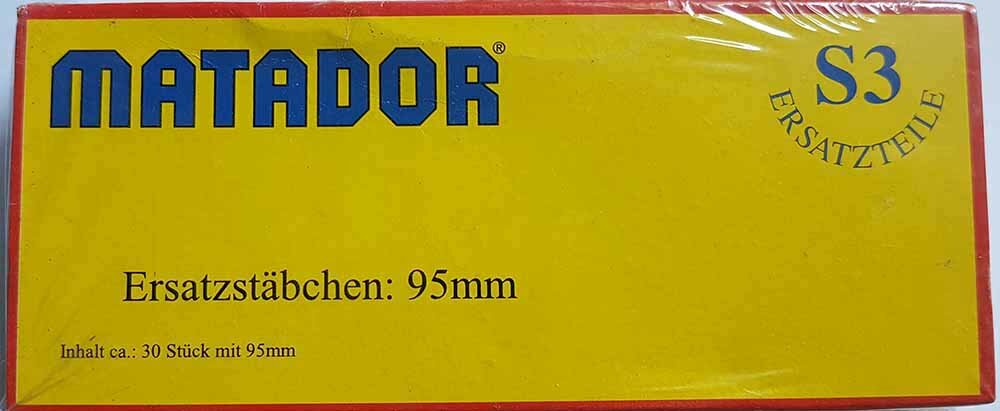 MATADOR®
S3
ERSATZTEILE
Ersatzstäbchen: 95mm
Inhalt ca.: 30 Stück mit 95mm